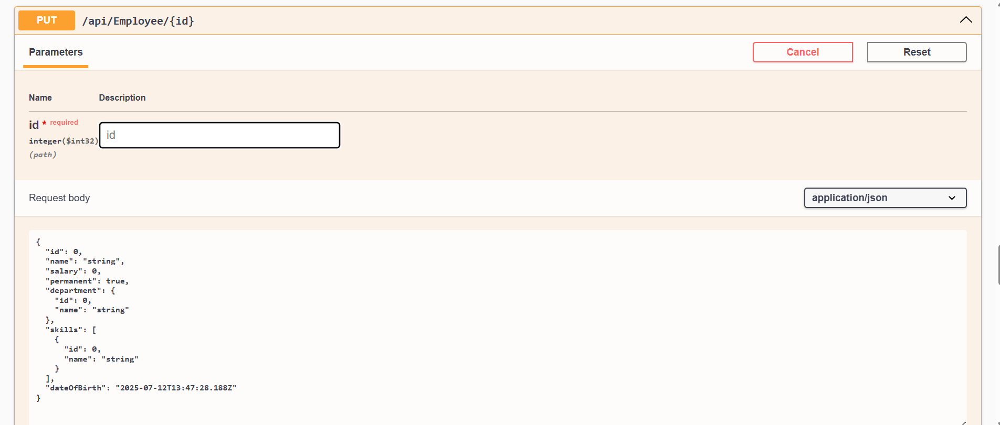 PUT /api/Employee/{id}
Parameters
Cancel
Reset
Name Description
id * required
integer($int32)
(path)
id
Request body
application/json
{
  "id": 0,
  "name": "string",
  "salary": 0,
  "permanent": true,
  "department": {
    "id": 0,
    "name": "string"
  },
  "skills": [
    {
      "id": 0,
      "name": "string"
    }
  ],
  "dateOfBirth": "2025-07-12T13:47:28.188Z"
}